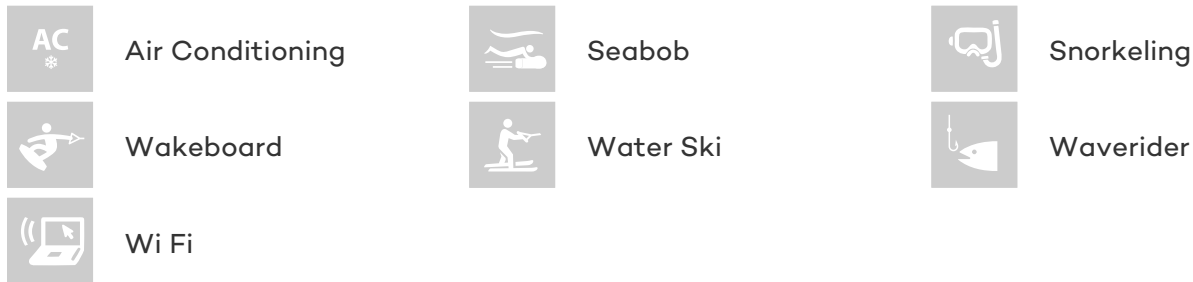 AC
Air Conditioning
Seabob
Snorkeling
Wakeboard
Water Ski
Waverider
Wi Fi